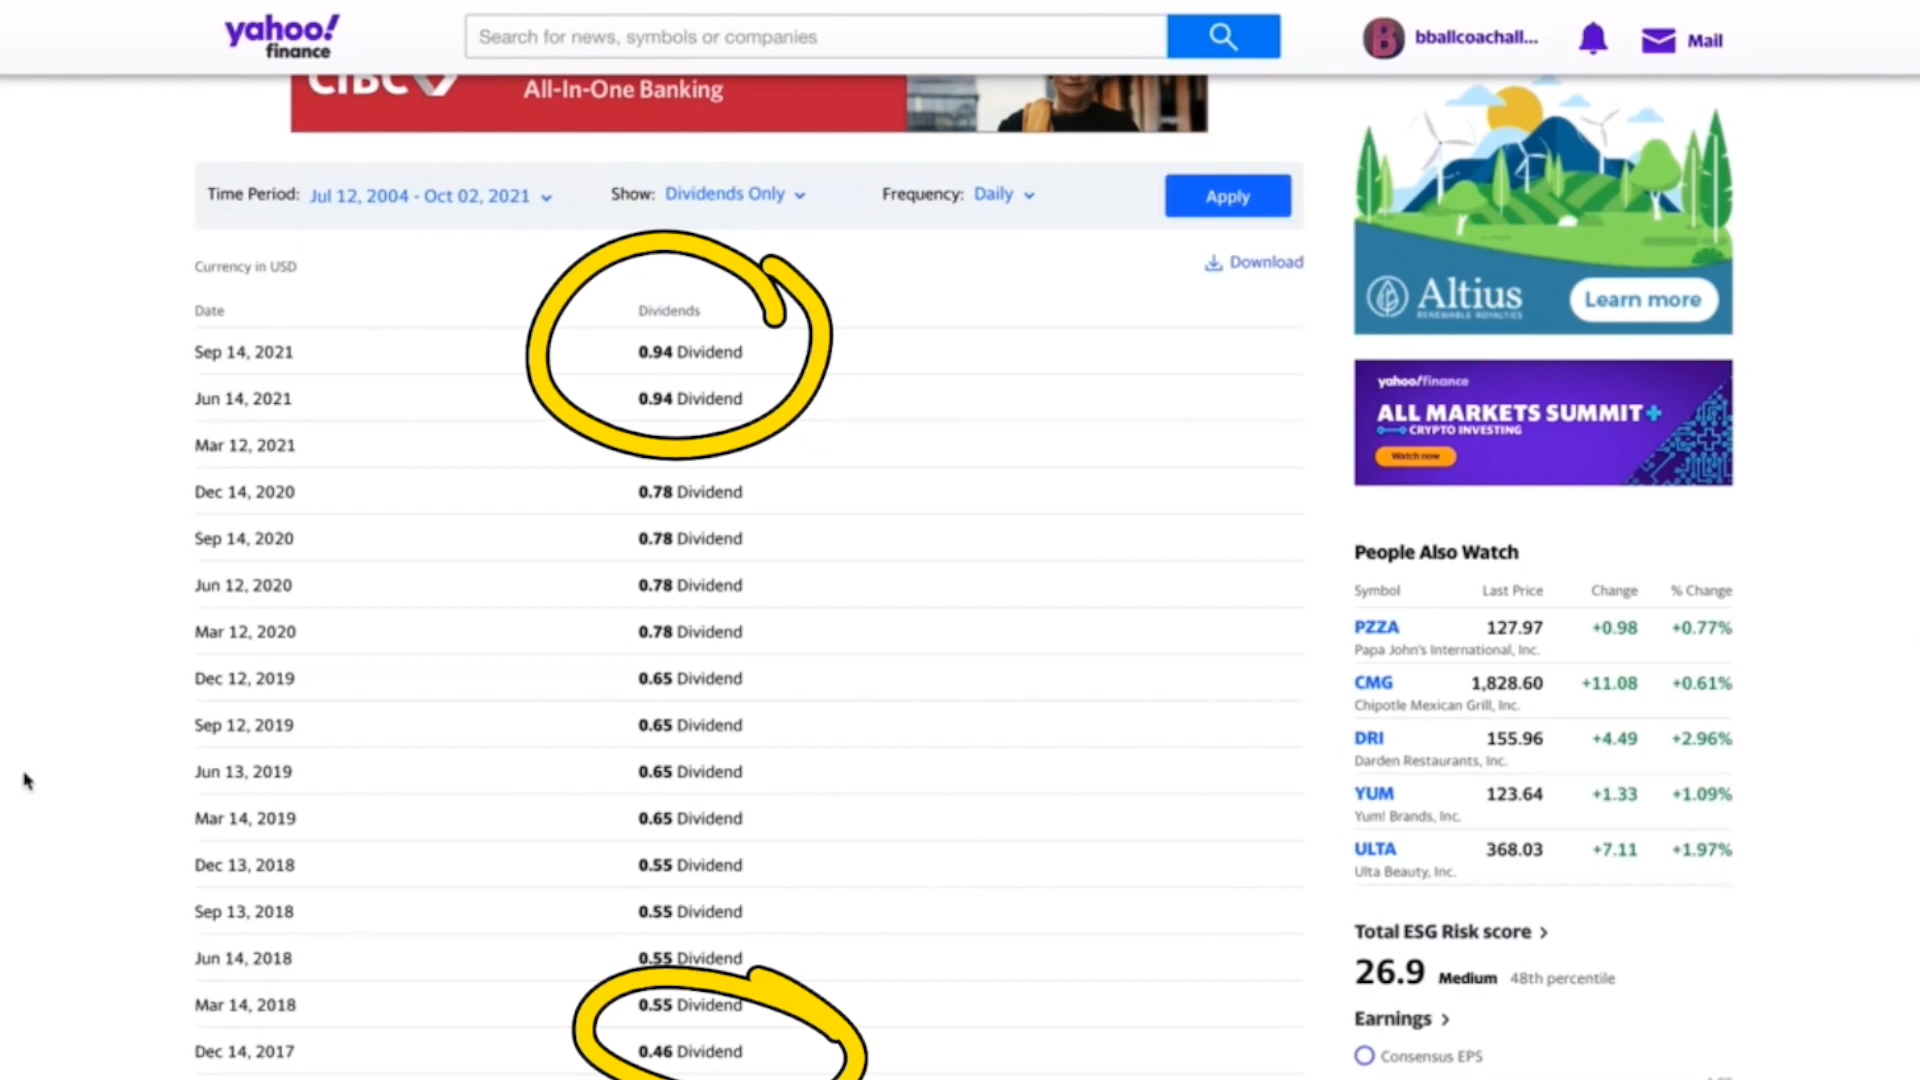 yahoo!
finance
Search for news, symbols or companies
B
bballcoachall...
Mail
CIBC
All-In-One Banking
Time Period: Jul 12, 2004 - Oct 02, 2021
Show: Dividends Only
Frequency: Daily
Apply
Currency in USD
Download
Date Dividends
Sep 14, 2021 0.94 Dividend
Jun 14, 2021 0.94 Dividend
Mar 12, 2021
Dec 14, 2020 0.78 Dividend
Sep 14, 2020 0.78 Dividend
Jun 12, 2020 0.78 Dividend
Mar 12, 2020 0.78 Dividend
Dec 12, 2019 0.65 Dividend
Sep 12, 2019 0.65 Dividend
Jun 13, 2019 0.65 Dividend
Mar 14, 2019 0.65 Dividend
Dec 13, 2018 0.55 Dividend
Sep 13, 2018 0.55 Dividend
Jun 14, 2018 0.55 Dividend
Mar 14, 2018 0.55 Dividend
Dec 14, 2017 0.46 Dividend
Altius
RENEWABLE ROYALTIES
Learn more
yahoo!finance
ALL MARKETS SUMMIT+
CRYPTO INVESTING
Watch now
People Also Watch
Symbol Last Price Change % Change
PZZA 127.97 +0.98 +0.77%
Papa John's International, Inc.
CMG 1,828.60 +11.08 +0.61%
Chipotle Mexican Grill, Inc.
DRI 155.96 +4.49 +2.96%
Darden Restaurants, Inc.
YUM 123.64 +1.33 +1.09%
Yum! Brands, Inc.
ULTA 368.03 +7.11 +1.97%
Ulta Beauty, Inc.
Total ESG Risk score >
26.9 Medium 48th percentile
Earnings >
Consensus EPS